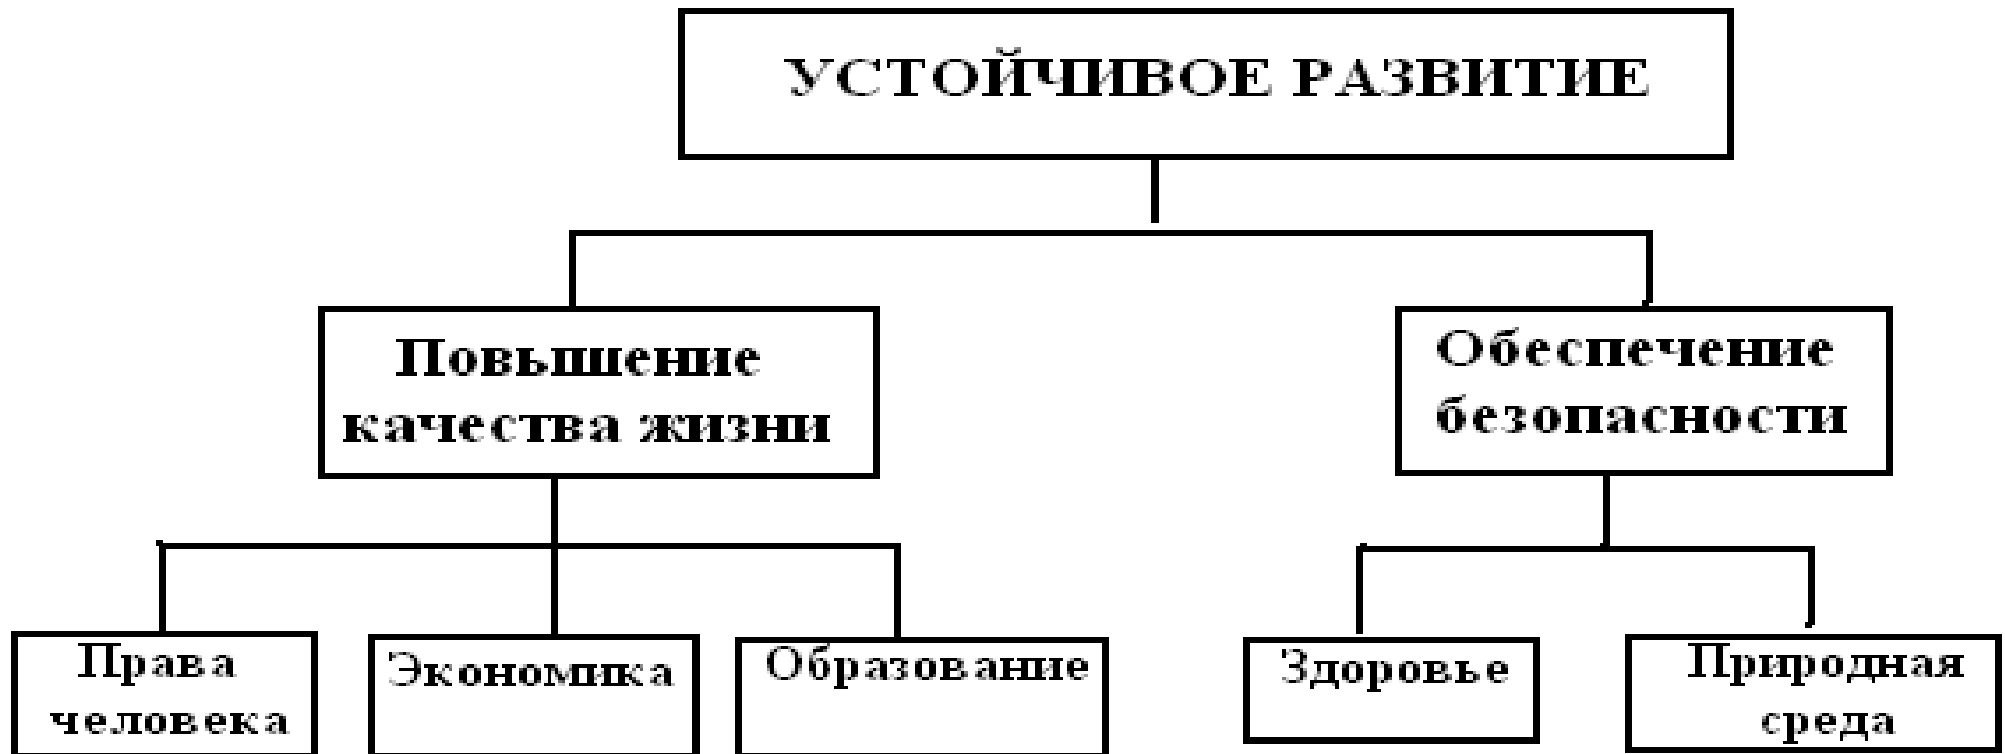 УСТОЙЧИВОЕ РАЗВИТИЕ
Повышение
качества жизни
Обеспечение
безопасности
Права
человека
Экономика
Образование
Здоровье
Природная
среда